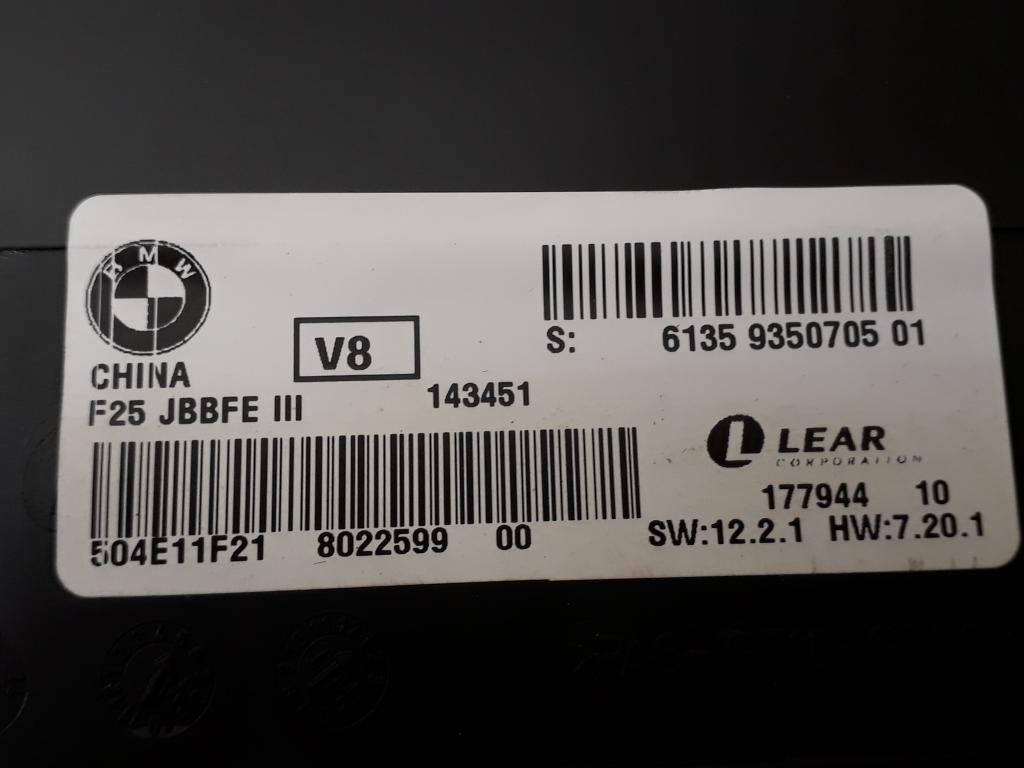 BMW
CHINA
V8
F25 JBBFE III
143451
504E11F21 8022599 00
S: 6135 9350705 01
L LEAR
CORPORATION
177944 10
SW:12.2.1 HW:7.20.1